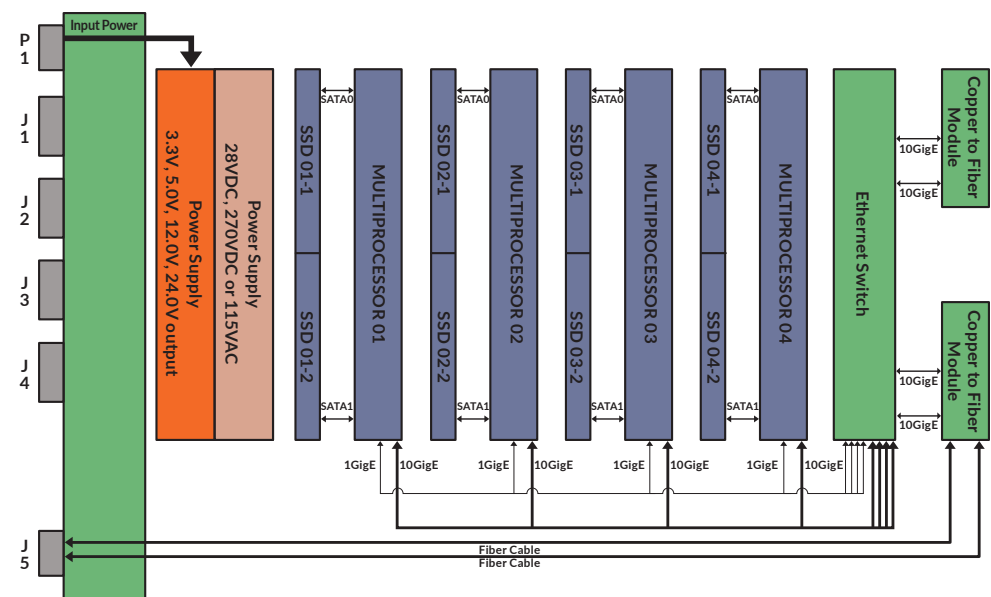 Input Power
P
1
J
1
J
2
J
3
J
4
J
5
Power Supply
3.3V, 5.0V, 12.0V, 24.0V output
Power Supply
28VDC, 270VDC or 115VAC
SSD 01-1
SSD 01-2
SATA0
SATA1
MULTIPROCESSOR 01
SSD 02-1
SSD 02-2
SATA0
SATA1
MULTIPROCESSOR 02
SSD 03-1
SSD 03-2
SATA0
SATA1
MULTIPROCESSOR 03
SSD 04-1
SSD 04-2
SATA0
SATA1
MULTIPROCESSOR 04
Ethernet Switch
10GigE
10GigE
Copper to Fiber
Module
10GigE
10GigE
Copper to Fiber
Module
1GigE
10GigE
1GigE
10GigE
1GigE
10GigE
1GigE
10GigE
Fiber Cable
Fiber Cable